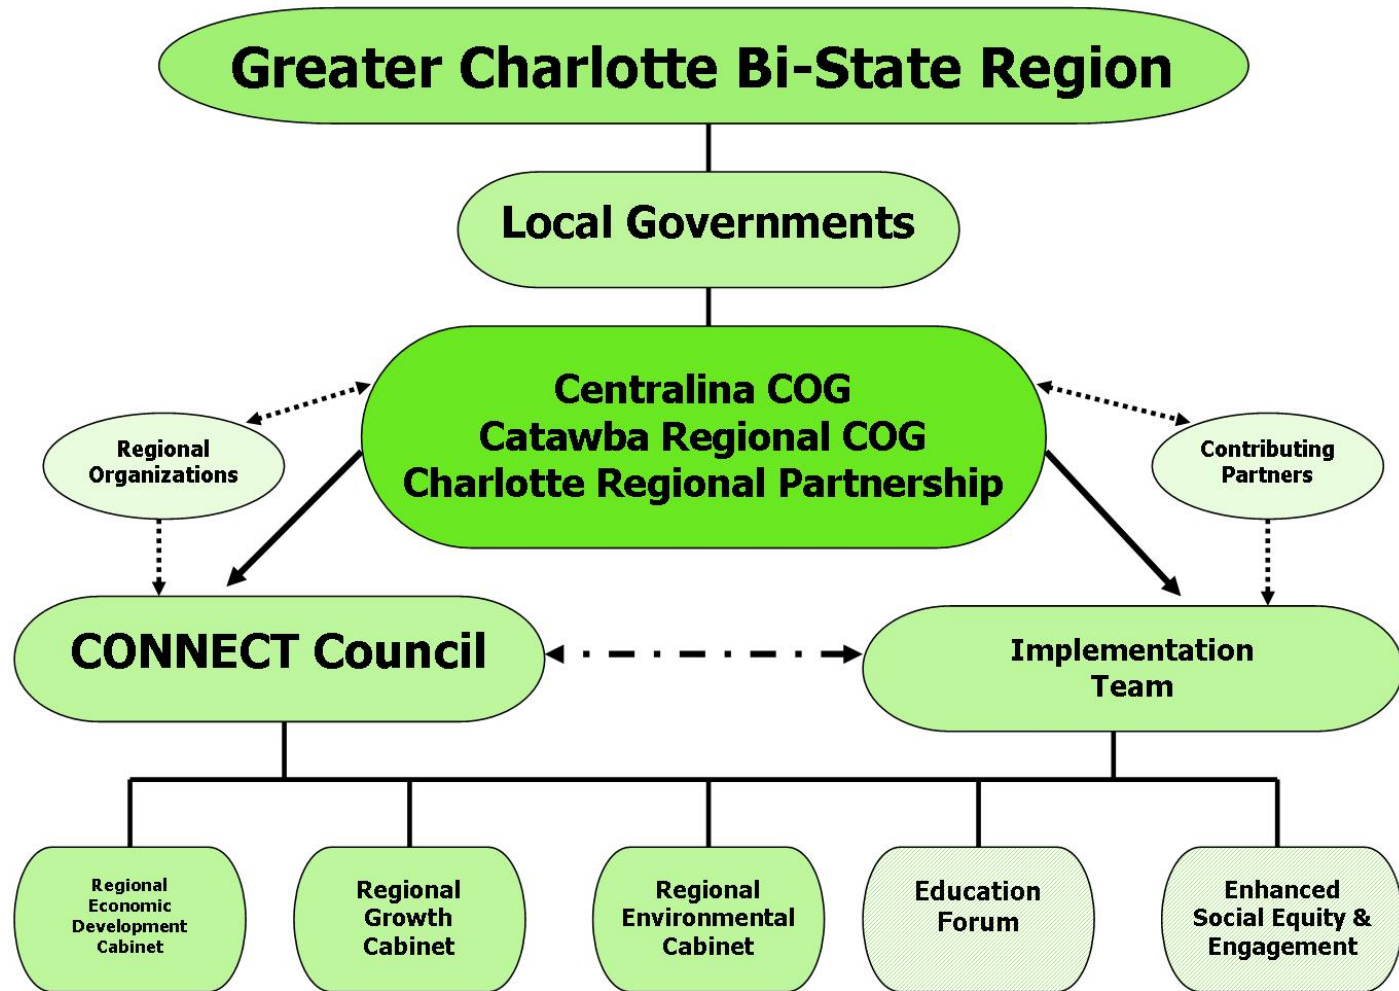 Greater Charlotte Bi-State Region
Local Governments
Centralina COG
Catawba Regional COG
Charlotte Regional Partnership
Regional
Organizations
Contributing
Partners
CONNECT Council
Implementation
Team
Regional
Economic
Development
Cabinet
Regional
Growth
Cabinet
Regional
Environmental
Cabinet
Education
Forum
Enhanced
Social Equity &
Engagement